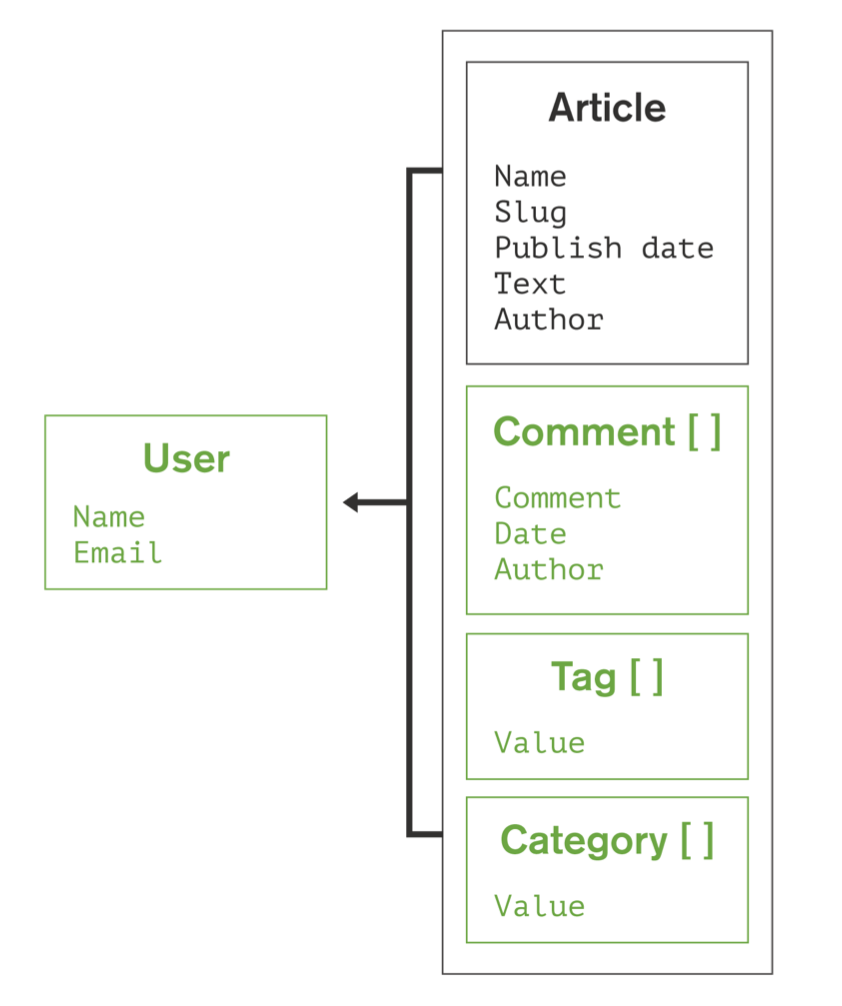 Article
Name
Slug
Publish date
Text
Author
User
Name
Email
Comment [ ]
Comment
Date
Author
Tag [ ]
Value
Category [ ]
Value